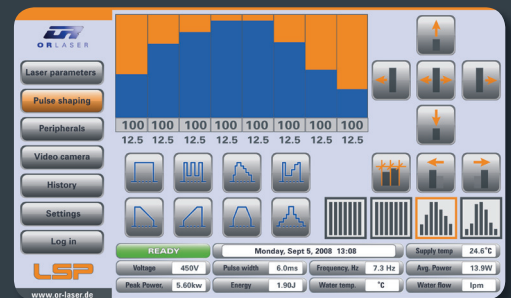 OR
ORLASER
Laser parameters
Pulse shaping
Peripherals
Video camera
History
Settings
Log in
LSP
www.or-laser.de
100 100 100 100 100 100 100 100
12.5 12.5 12.5 12.5 12.5 12.5 12.5 12.5
READY Monday, Sept 5, 2008 13:08 Supply temp 24.6°C
Voltage 450V Pulse width 6.0ms Frequency, Hz 7.3 Hz Avg. Power 13.9W
Peak Power, 5.60kw Energy 1.90J Water temp. °C Water flow lpm